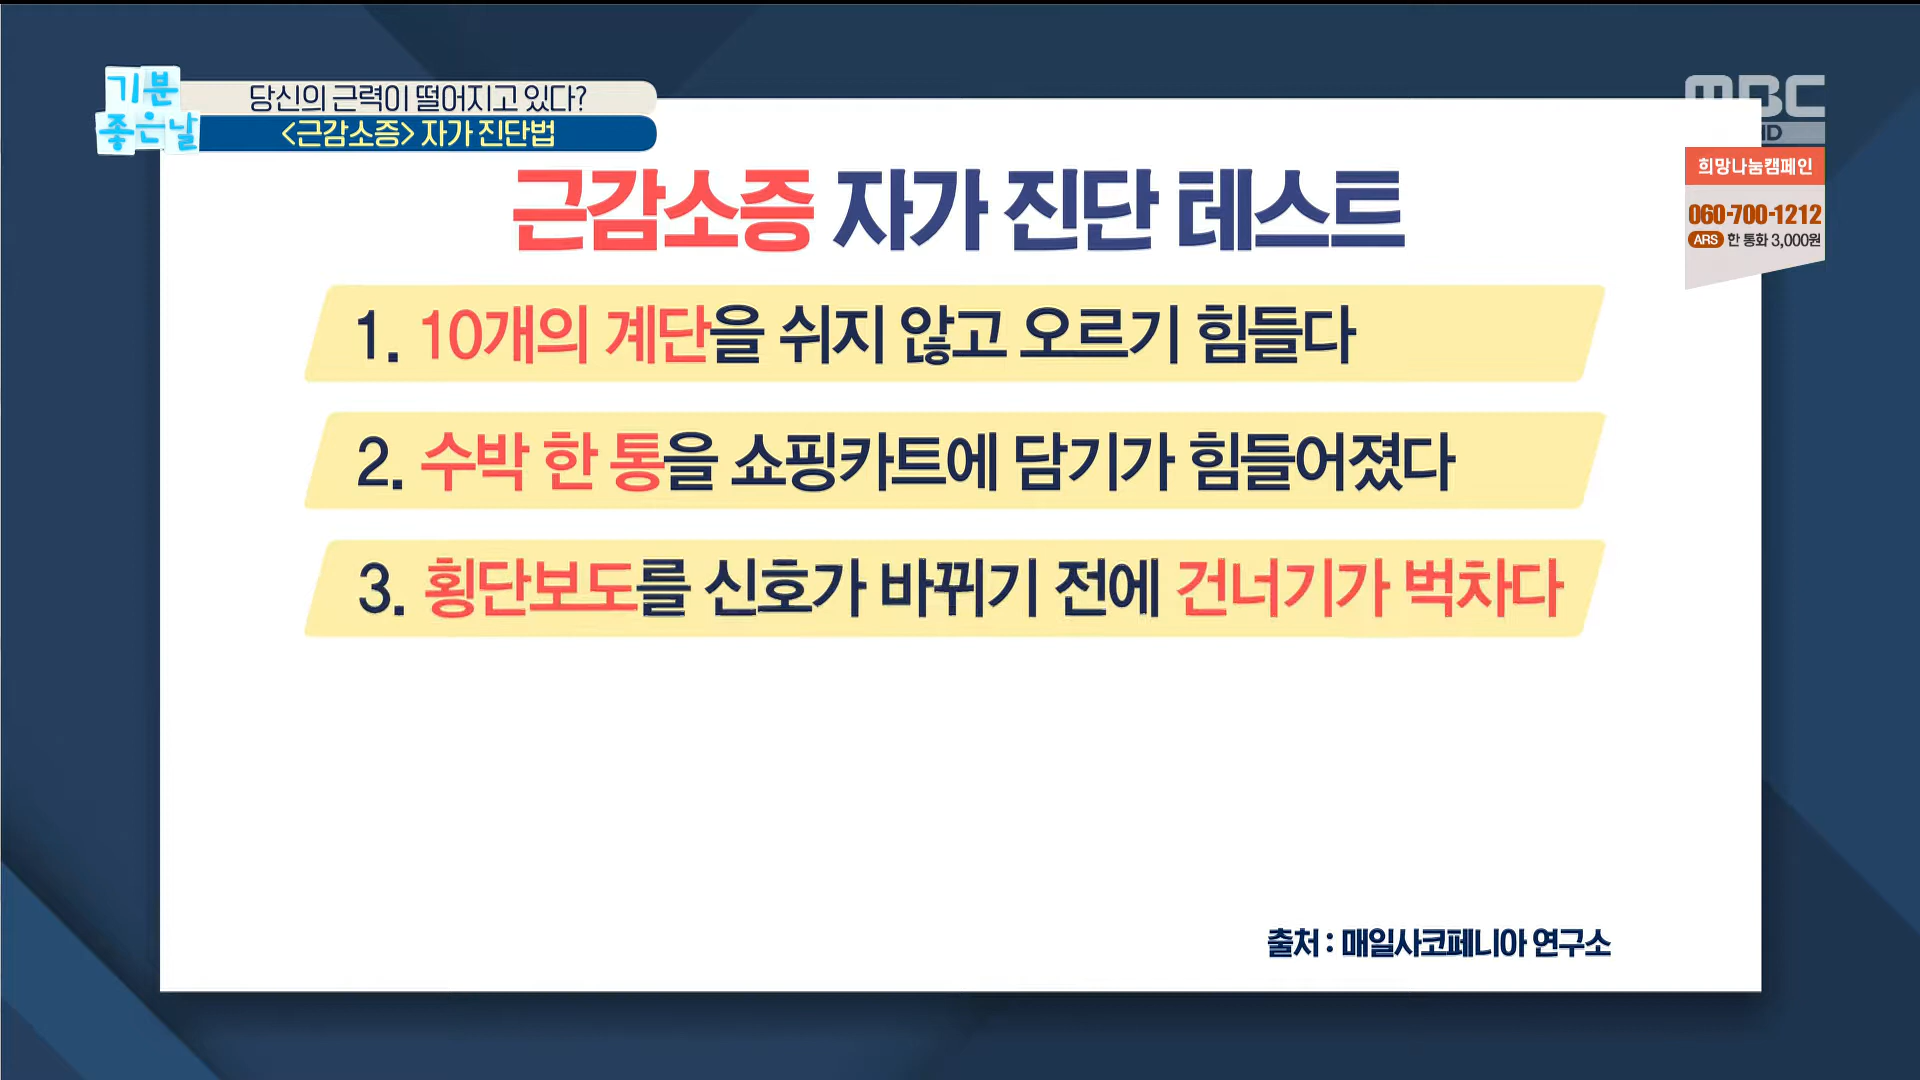 기분
좋은날
당신의 근력이 떨어지고 있다?
<근감소증> 자가 진단법
MBC
HD
희망나눔캠페인
060-700-1212
ARS 한 통화 3,000원
근감소증 자가 진단 테스트
1. 10개의 계단을 쉬지 않고 오르기 힘들다
2. 수박 한 통을 쇼핑카트에 담기가 힘들어졌다
3. 횡단보도를 신호가 바뀌기 전에 건너기가 벅차다
출처 : 매일사코페니아 연구소